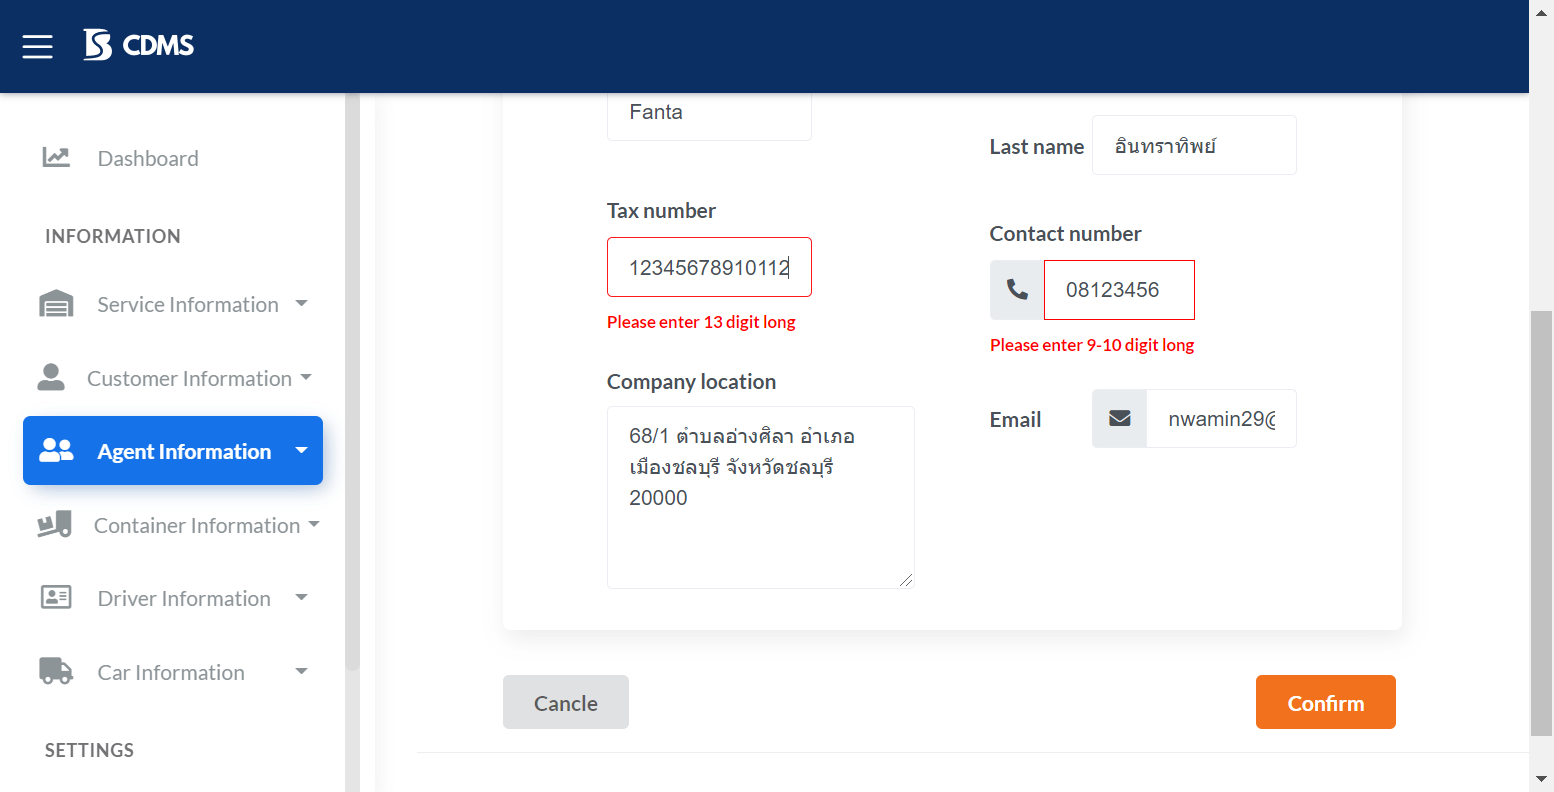 CDMS
Dashboard
INFORMATION
Service Information
Customer Information
Agent Information
Container Information
Driver Information
Car Information
SETTINGS
Fanta
Last name
อินทราทิพย์
Tax number
12345678910112
Please enter 13 digit long
Contact number
08123456
Please enter 9-10 digit long
Company location
68/1 ตำบลอ่างศิลา อำเภอ
เมืองชลบุรี จังหวัดชลบุรี
20000
Email
nwamin29@
Cancle
Confirm